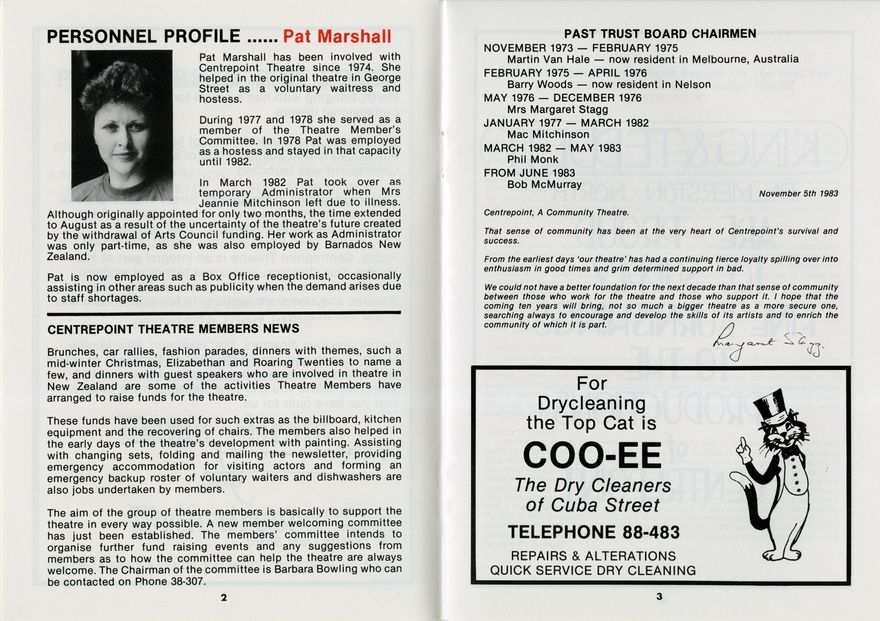 PERSONNEL PROFILE ...... Pat Marshall
Pat Marshall has been involved with
Centrepoint Theatre since 1974. She
helped in the original theatre in George
Street as a voluntary waitress and
hostess.
During 1977 and 1978 she served as a
member of the Theatre Member's
Committee. In 1978 Pat was employed
as a hostess and stayed in that capacity
until 1982.
In March 1982 Pat took over as
temporary Administrator when Mrs
Jeannie Mitchinson left due to illness.
Although originally appointed for only two months, the time extended
to August as a result of the uncertainty of the theatre's future created
by the withdrawal of Arts Council funding. Her work as Administrator
was only part-time, as she was also employed by Barnados New
Zealand.
Pat is now employed as a Box Office receptionist, occasionally
assisting in other areas such as publicity when the demand arises due
to staff shortages.
CENTREPOINT THEATRE MEMBERS NEWS
Brunches, car rallies, fashion parades, dinners with themes, such a
mid-winter Christmas, Elizabethan and Roaring Twenties to name a
few, and dinners with guest speakers who are involved in theatre in
New Zealand are some of the activities Theatre Members have
arranged to raise funds for the theatre.
These funds have been used for such extras as the billboard, kitchen
equipment and the recovering of chairs. The members also helped in
the early days of the theatre's development with painting. Assisting
with changing sets, folding and mailing the newsletter, providing
emergency accommodation for visiting actors and forming an
emergency backup roster of voluntary waiters and dishwashers are
also jobs undertaken by members.
The aim of the group of theatre members is basically to support the
theatre in every way possible. A new member welcoming committee
has just been established. The members' committee intends to
organise further fund raising events and any suggestions from
members as to how the committee can help the theatre are always
welcome. The Chairman of the committee is Barbara Bowling who can
be contacted on Phone 38-307.
2
PAST TRUST BOARD CHAIRMEN
NOVEMBER 1973 — FEBRUARY 1975
Martin Van Hale — now resident in Melbourne, Australia
FEBRUARY 1975 — APRIL 1976
Barry Woods — now resident in Nelson
MAY 1976 — DECEMBER 1976
Mrs Margaret Stagg
JANUARY 1977 — MARCH 1982
Mac Mitchinson
MARCH 1982 — MAY 1983
Phil Monk
FROM JUNE 1983
Bob McMurray
November 5th 1983
Centrepoint, A Community Theatre.
That sense of community has been at the very heart of Centrepoint's survival and
success.
From the earliest days 'our theatre' has had a continuing fierce loyalty spilling over into
enthusiasm in good times and grim determined support in bad.
We could not have a better foundation for the next decade than that sense of community
between those who work for the theatre and those who support it. I hope that the
coming ten years will bring, not so much a bigger theatre as a more secure one,
searching always to encourage and develop the skills of its artists and to enrich the
community of which it is part.
Margaret Stagg.
For
Drycleaning
the Top Cat is
COO-EE
The Dry Cleaners
of Cuba Street
TELEPHONE 88-483
REPAIRS & ALTERATIONS
QUICK SERVICE DRY CLEANING
3